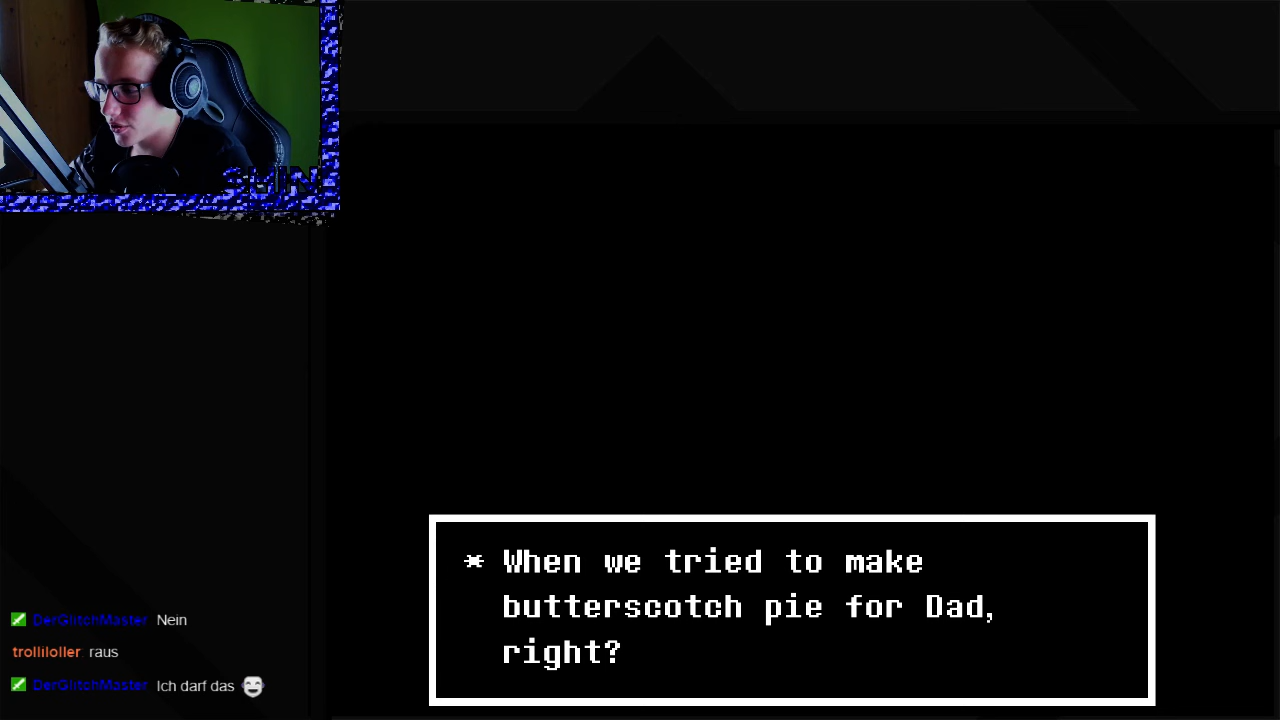 DerGlitchMaster Nein
trolliloller raus
DerGlitchMaster Ich darf das
* When we tried to make
butterscotch pie for Dad,
right?